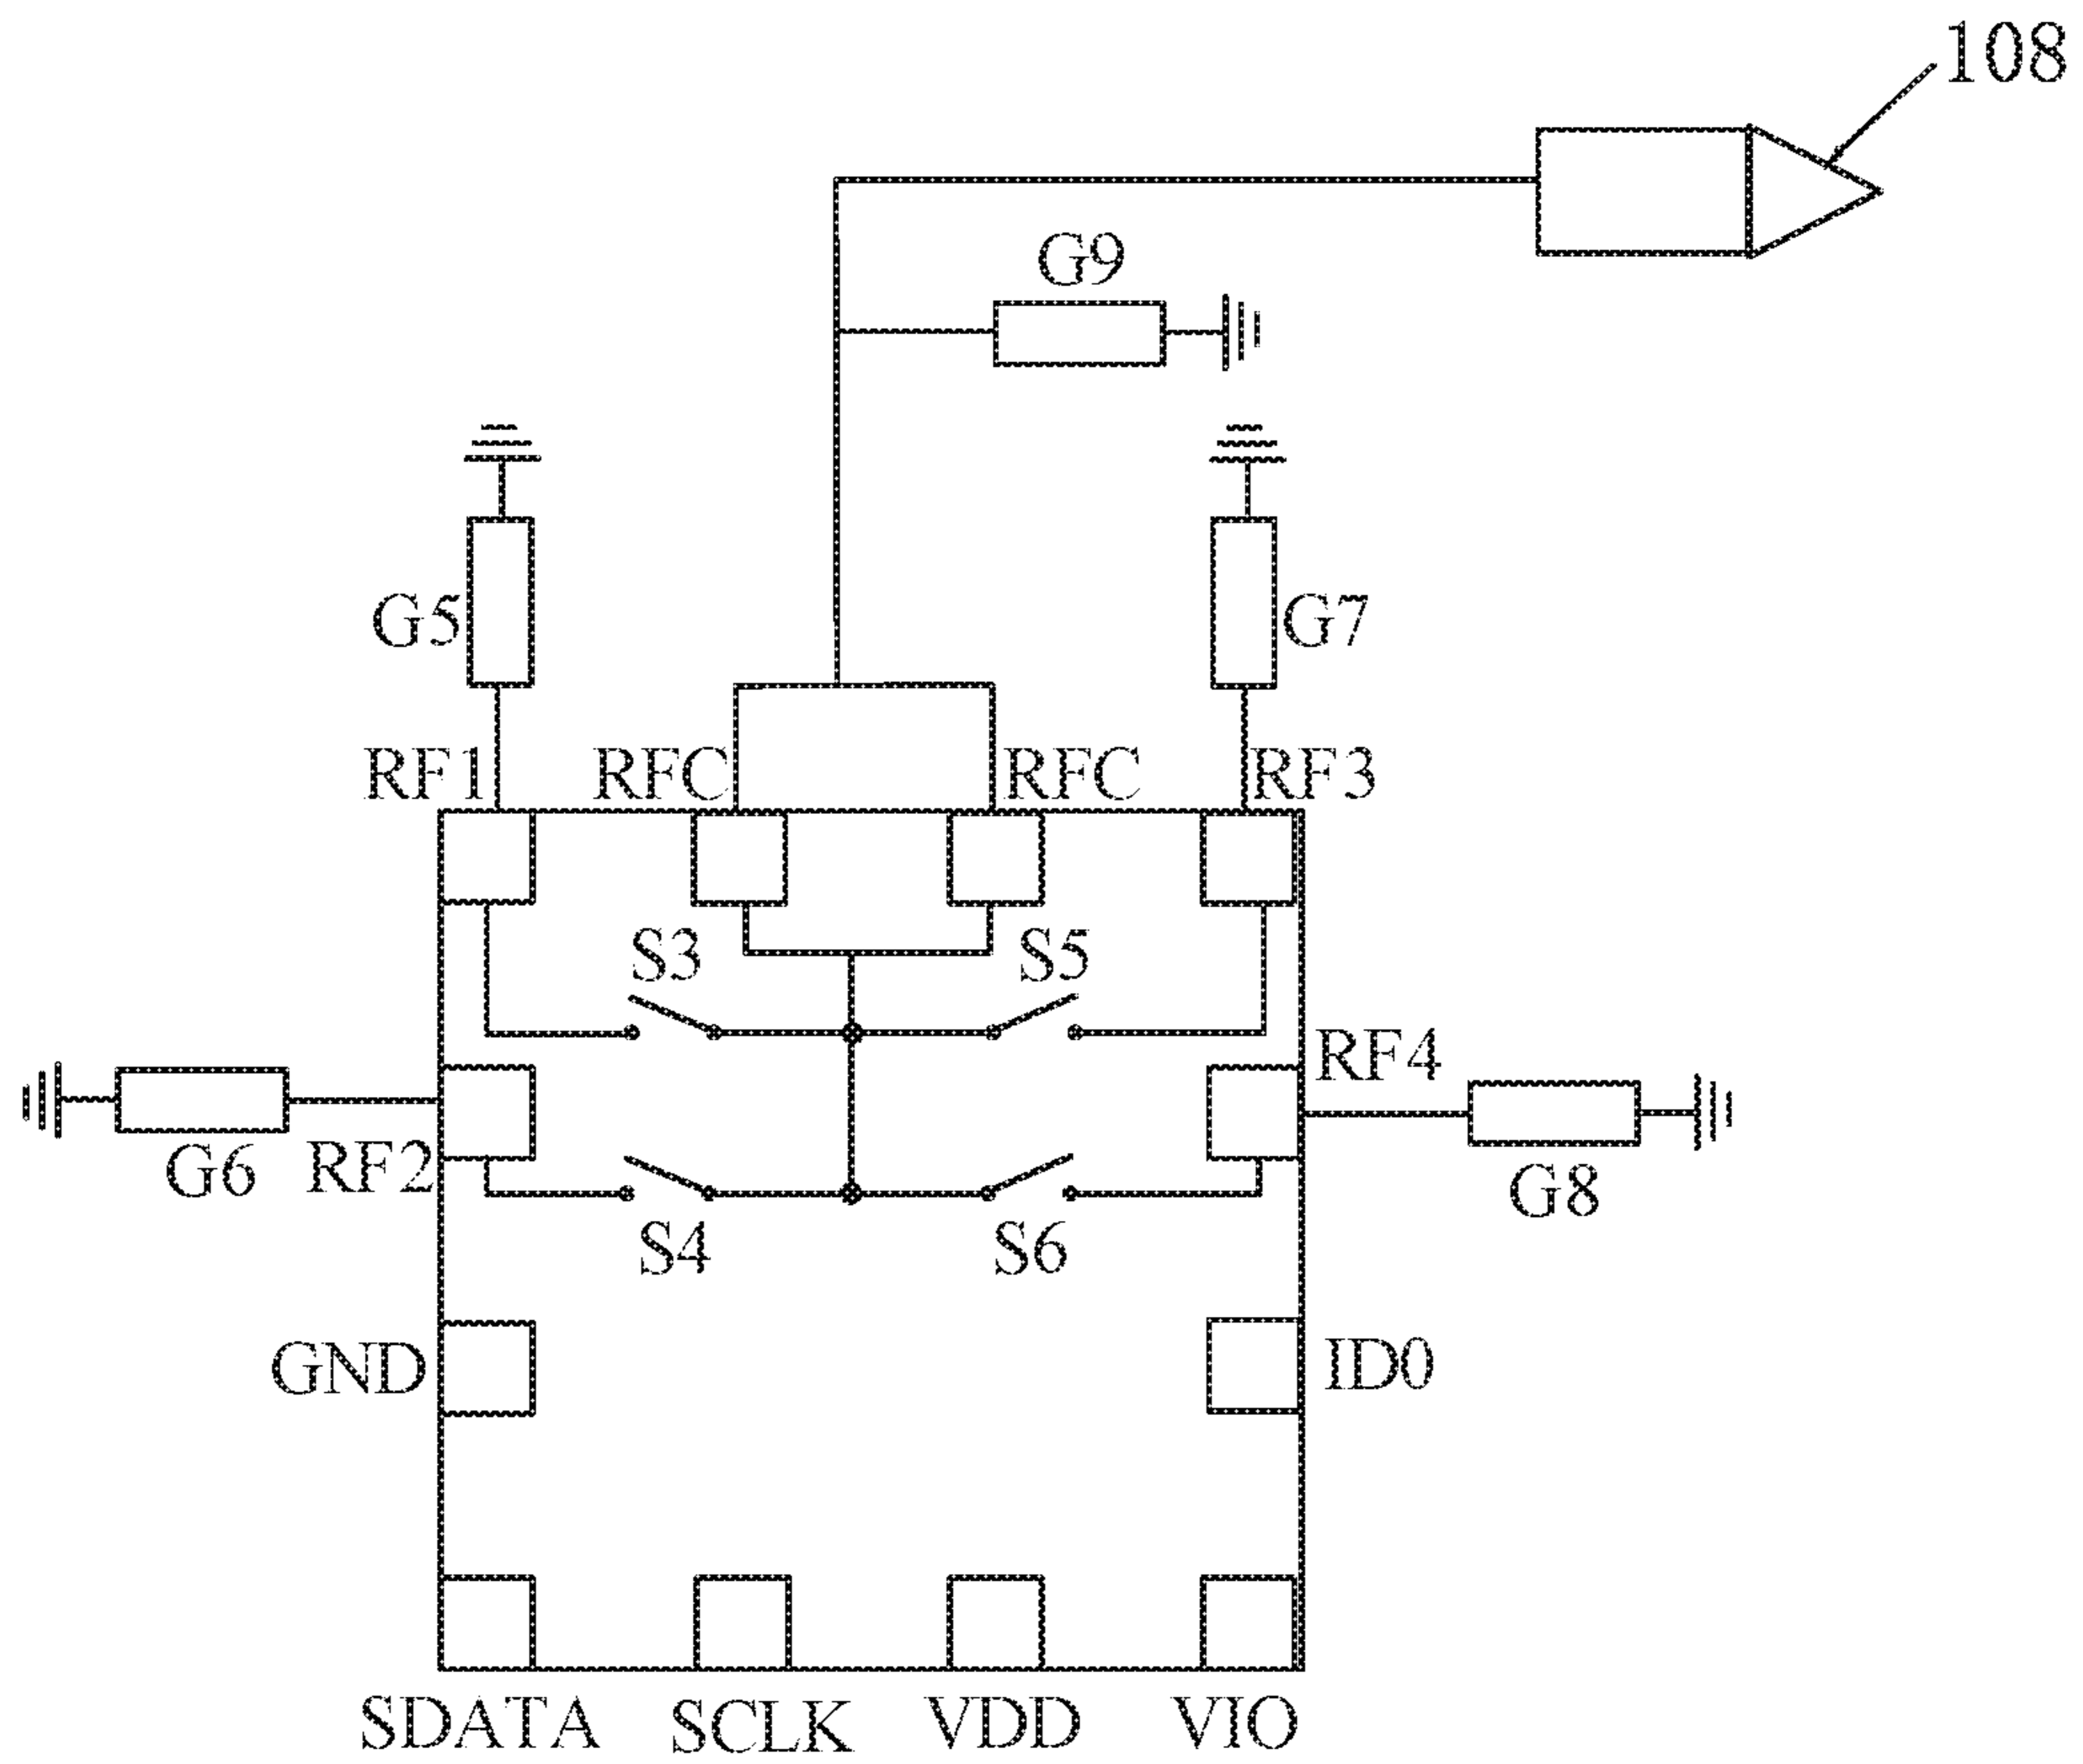 108
G9
G5
G7
RF1
RFC
RFC
RF3
S3
S5
RF4
G6
RF2
G8
S4
S6
GND
ID0
SDATA
SCLK
VDD
VIO